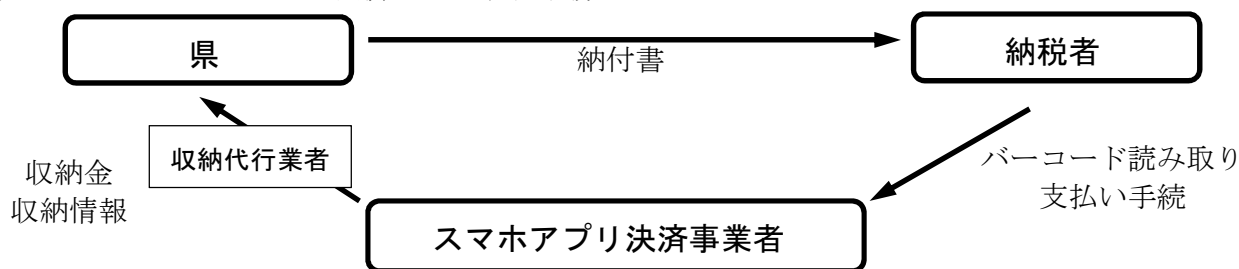 県
納付書
納税者
収納代行業者
収納金
収納情報
バーコード読み取り
支払い手続
スマホアプリ決済事業者